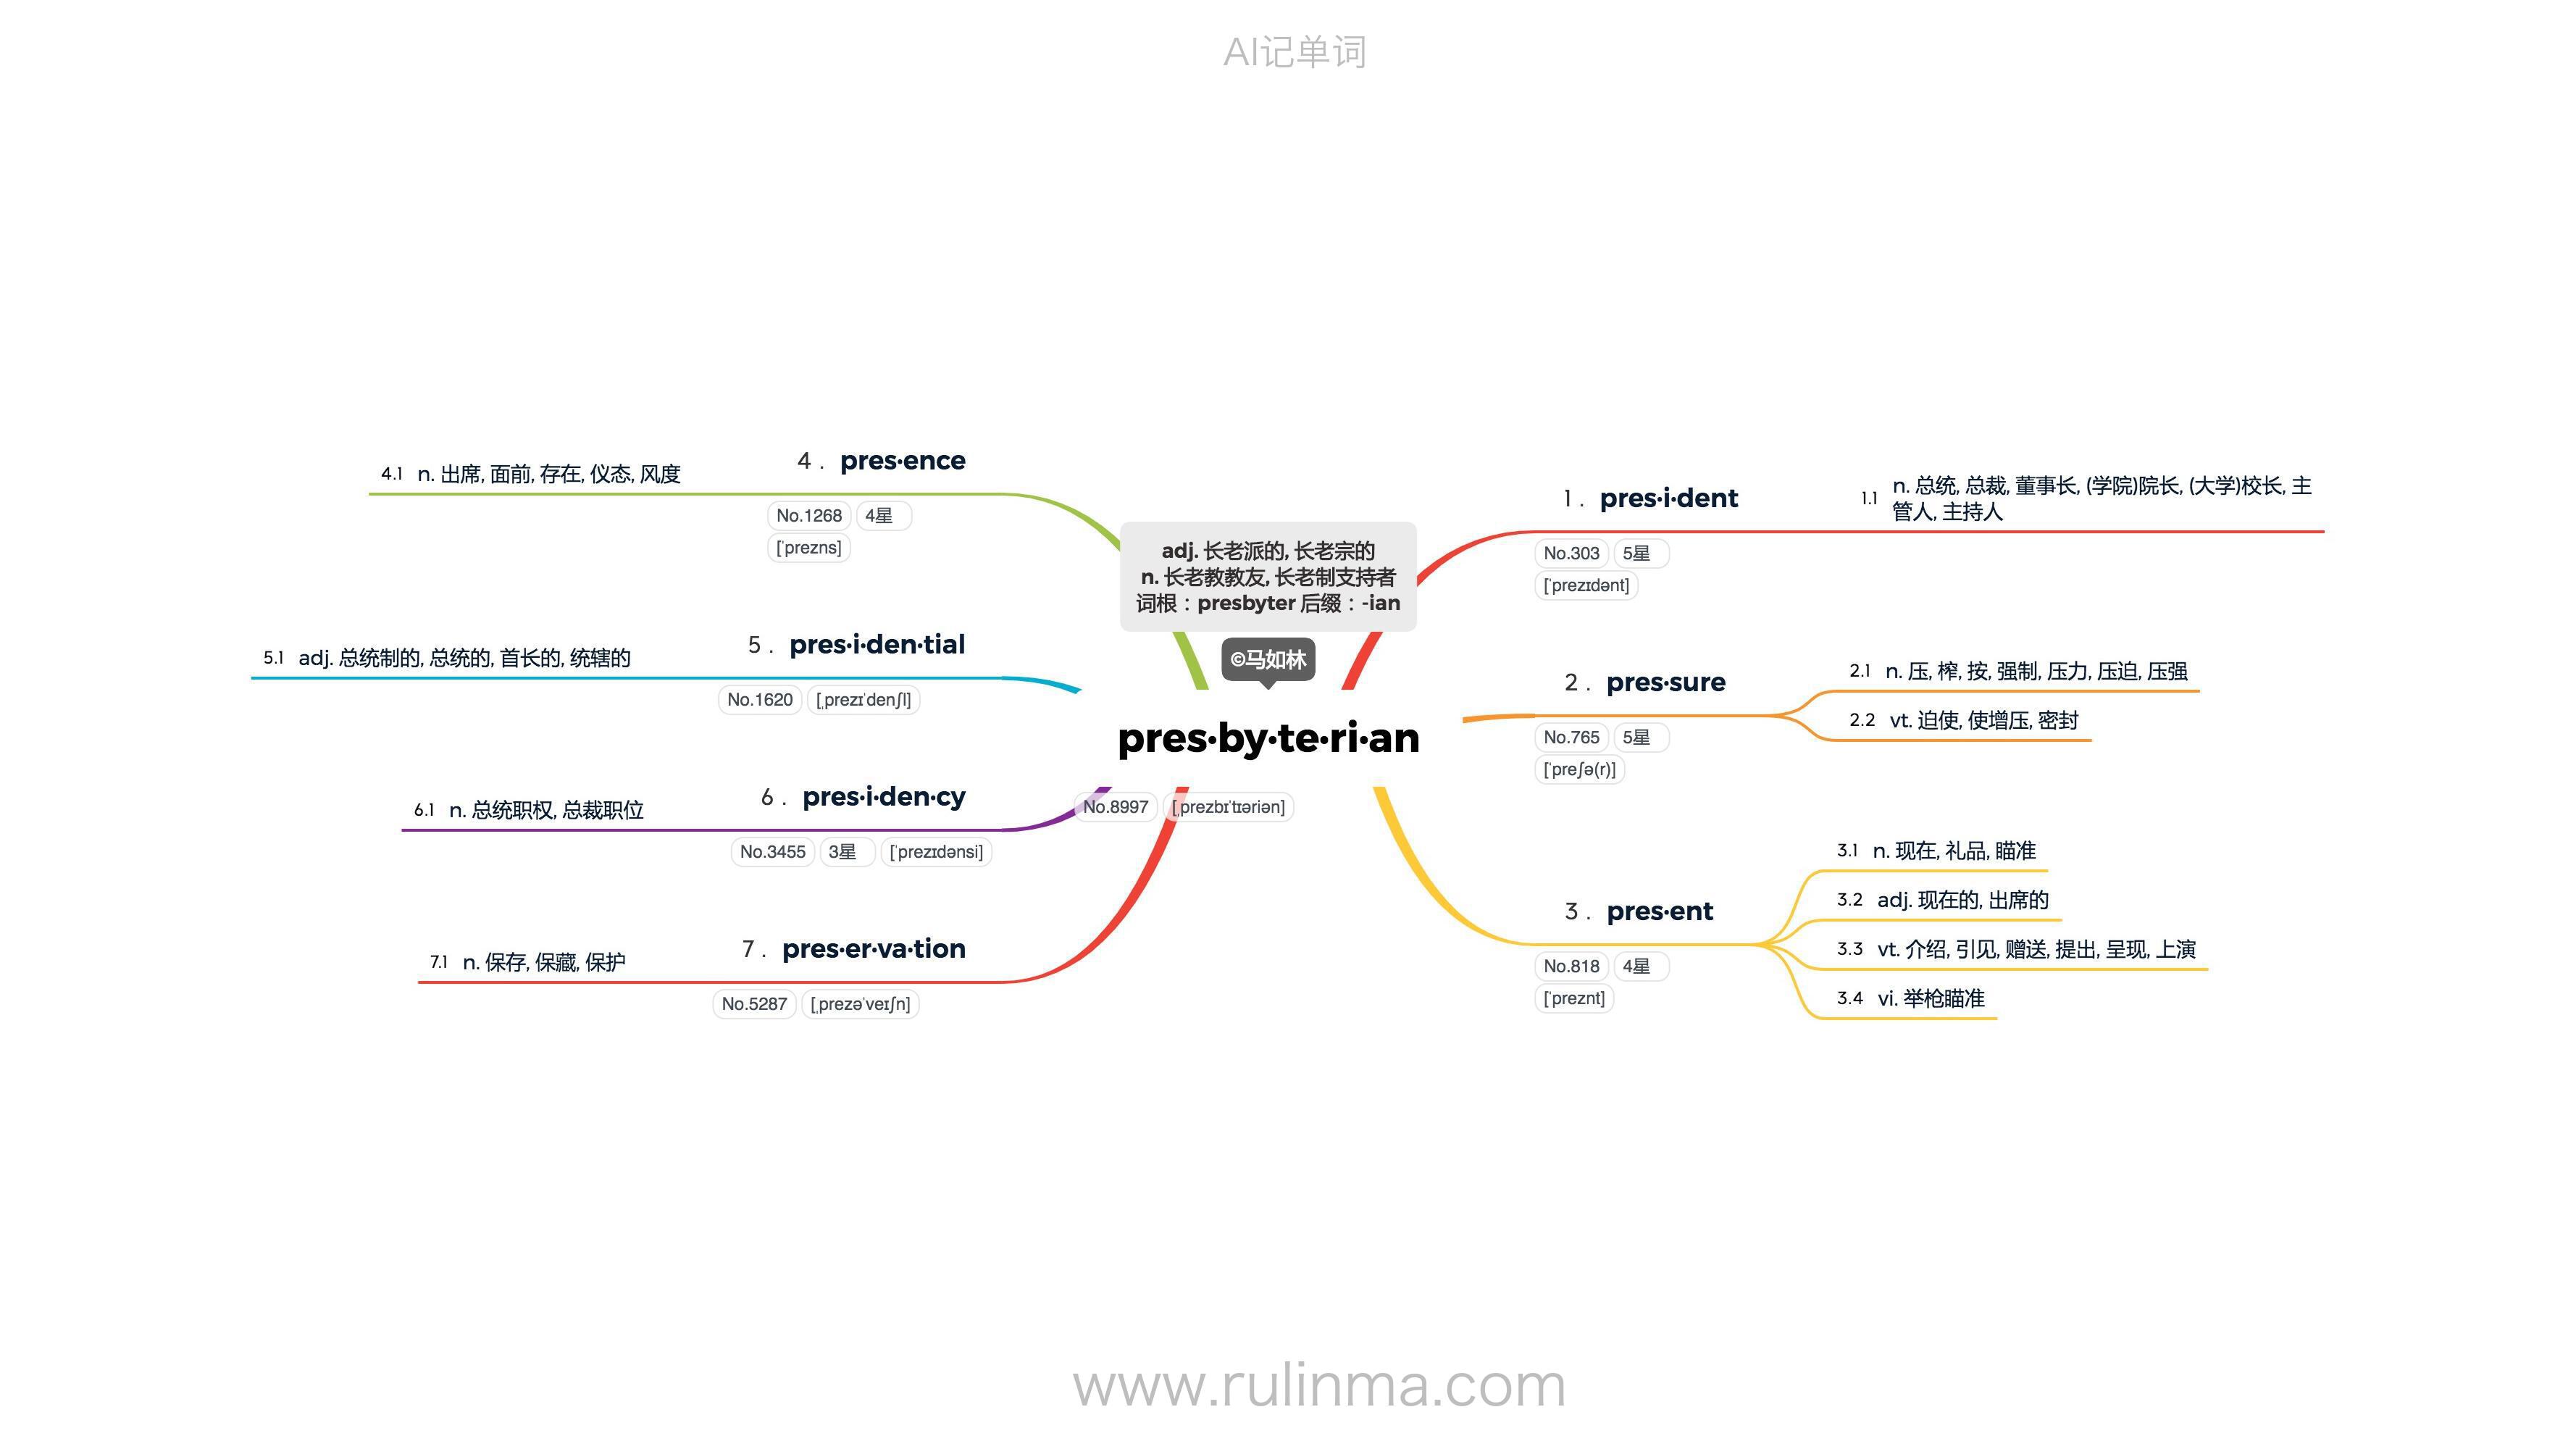 AI记单词
adj. 长老派的, 长老宗的
n. 长老教教友, 长老制支持者
词根：presbyter 后缀：-ian
©马如林
pres·by·te·ri·an
No.8997 [ˌprezbɪˈtɪəriən]
1. pres·i·dent
No.303 5星
[ˈprezɪdənt]
1.1 n. 总统, 总裁, 董事长, (学院)院长, (大学)校长, 主
管人, 主持人
2. pres·sure
No.765 5星
[ˈpreʃə(r)]
2.1 n. 压, 榨, 按, 强制, 压力, 压迫, 压强
2.2 vt. 迫使, 使增压, 密封
3. pres·ent
No.818 4星
[ˈpreznt]
3.1 n. 现在, 礼品, 瞄准
3.2 adj. 现在的, 出席的
3.3 vt. 介绍, 引见, 赠送, 提出, 呈现, 上演
3.4 vi. 举枪瞄准
4. pres·ence
No.1268 4星
[ˈprezns]
4.1 n. 出席, 面前, 存在, 仪态, 风度
5. pres·i·den·tial
No.1620 [ˌprezɪˈdenʃl]
5.1 adj. 总统制的, 总统的, 首长的, 统辖的
6. pres·i·den·cy
No.3455 3星 [ˈprezɪdənsi]
6.1 n. 总统职权, 总裁职位
7. pres·er·va·tion
No.5287 [ˌprezəˈveɪʃn]
7.1 n. 保存, 保藏, 保护
www.rulinma.com